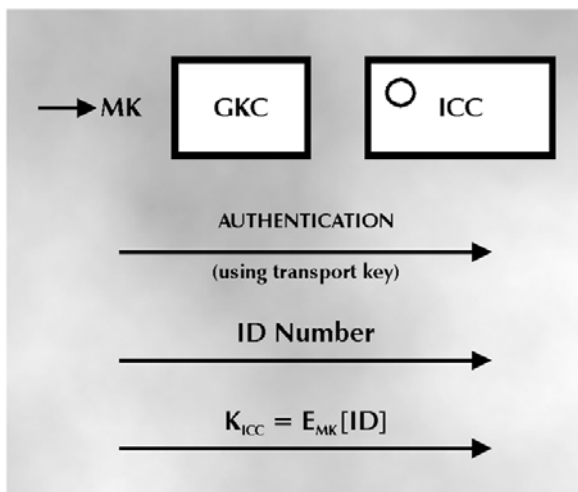 MK GKC ICC
AUTHENTICATION
(using transport key)
ID Number
K_ICC = E_MK [ID]